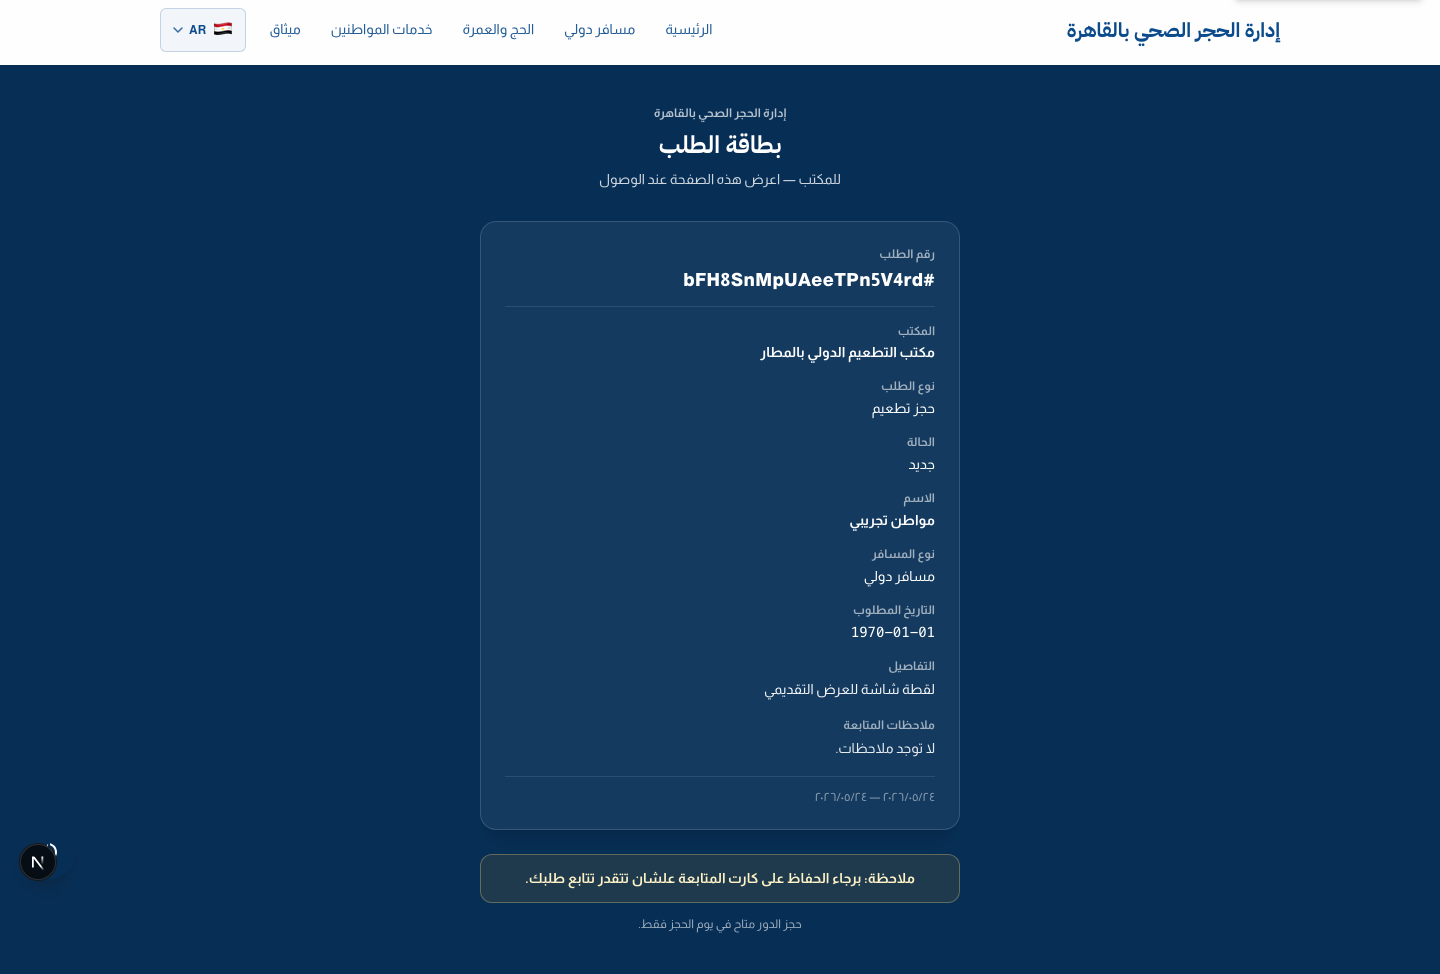 إدارة الحجر الصحي بالقاهرة
الرئيسية
مسافر دولي
الحج والعمرة
خدمات المواطنين
ميثاق
AR
إدارة الحجر الصحي بالقاهرة
بطاقة الطلب
للمكتب — اعرض هذه الصفحة عند الوصول
رقم الطلب
#bFH8SnMpUAeeTPn5V4rd
المكتب
مكتب التطعيم الدولي بالمطار
نوع الطلب
حجز تطعيم
الحالة
جديد
الاسم
مواطن تجريبي
نوع المسافر
مسافر دولي
التاريخ المطلوب
1970-01-01
التفاصيل
لقطة شاشة للعرض التقديمي
ملاحظات المتابعة
لا توجد ملاحظات.
٢٠٢٦/٠٥/٢٤ — ٢٠٢٦/٠٥/٢٤
ملاحظة: برجاء الحفاظ على كارت المتابعة علشان تتقدر تتابع طلبك.
حجز الدور متاح في يوم الحجز فقط.
N